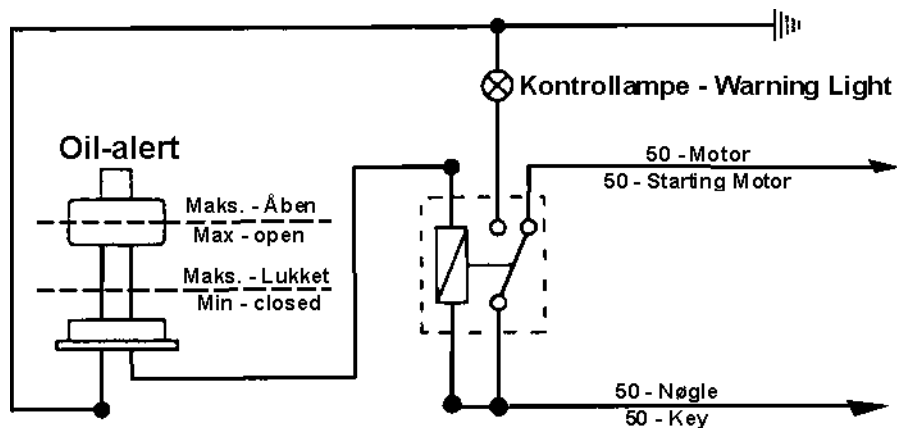 Kontrollampe - Warning Light
Oil-alert
50 - Motor
50 - Starting Motor
Maks. - Åben
Max - open
Maks. - Lukket
Min - closed
50 - Nøgle
50 - Key